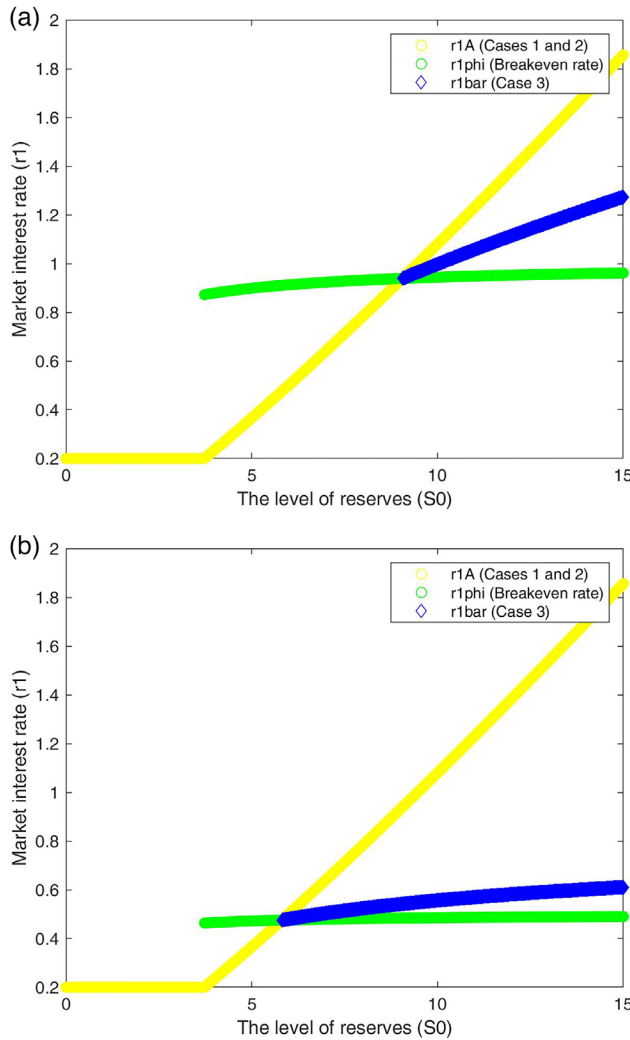 (a)
2
1.8
1.6
1.4
1.2
1
0.8
0.6
0.4
0.2
Market interest rate (r1)
r1A (Cases 1 and 2)
r1phi (Breakeven rate)
r1bar (Case 3)
0 5 10 15
The level of reserves (S0)
(b)
2
1.8
1.6
1.4
1.2
1
0.8
0.6
0.4
0.2
Market interest rate (r1)
r1A (Cases 1 and 2)
r1phi (Breakeven rate)
r1bar (Case 3)
0 5 10 15
The level of reserves (S0)